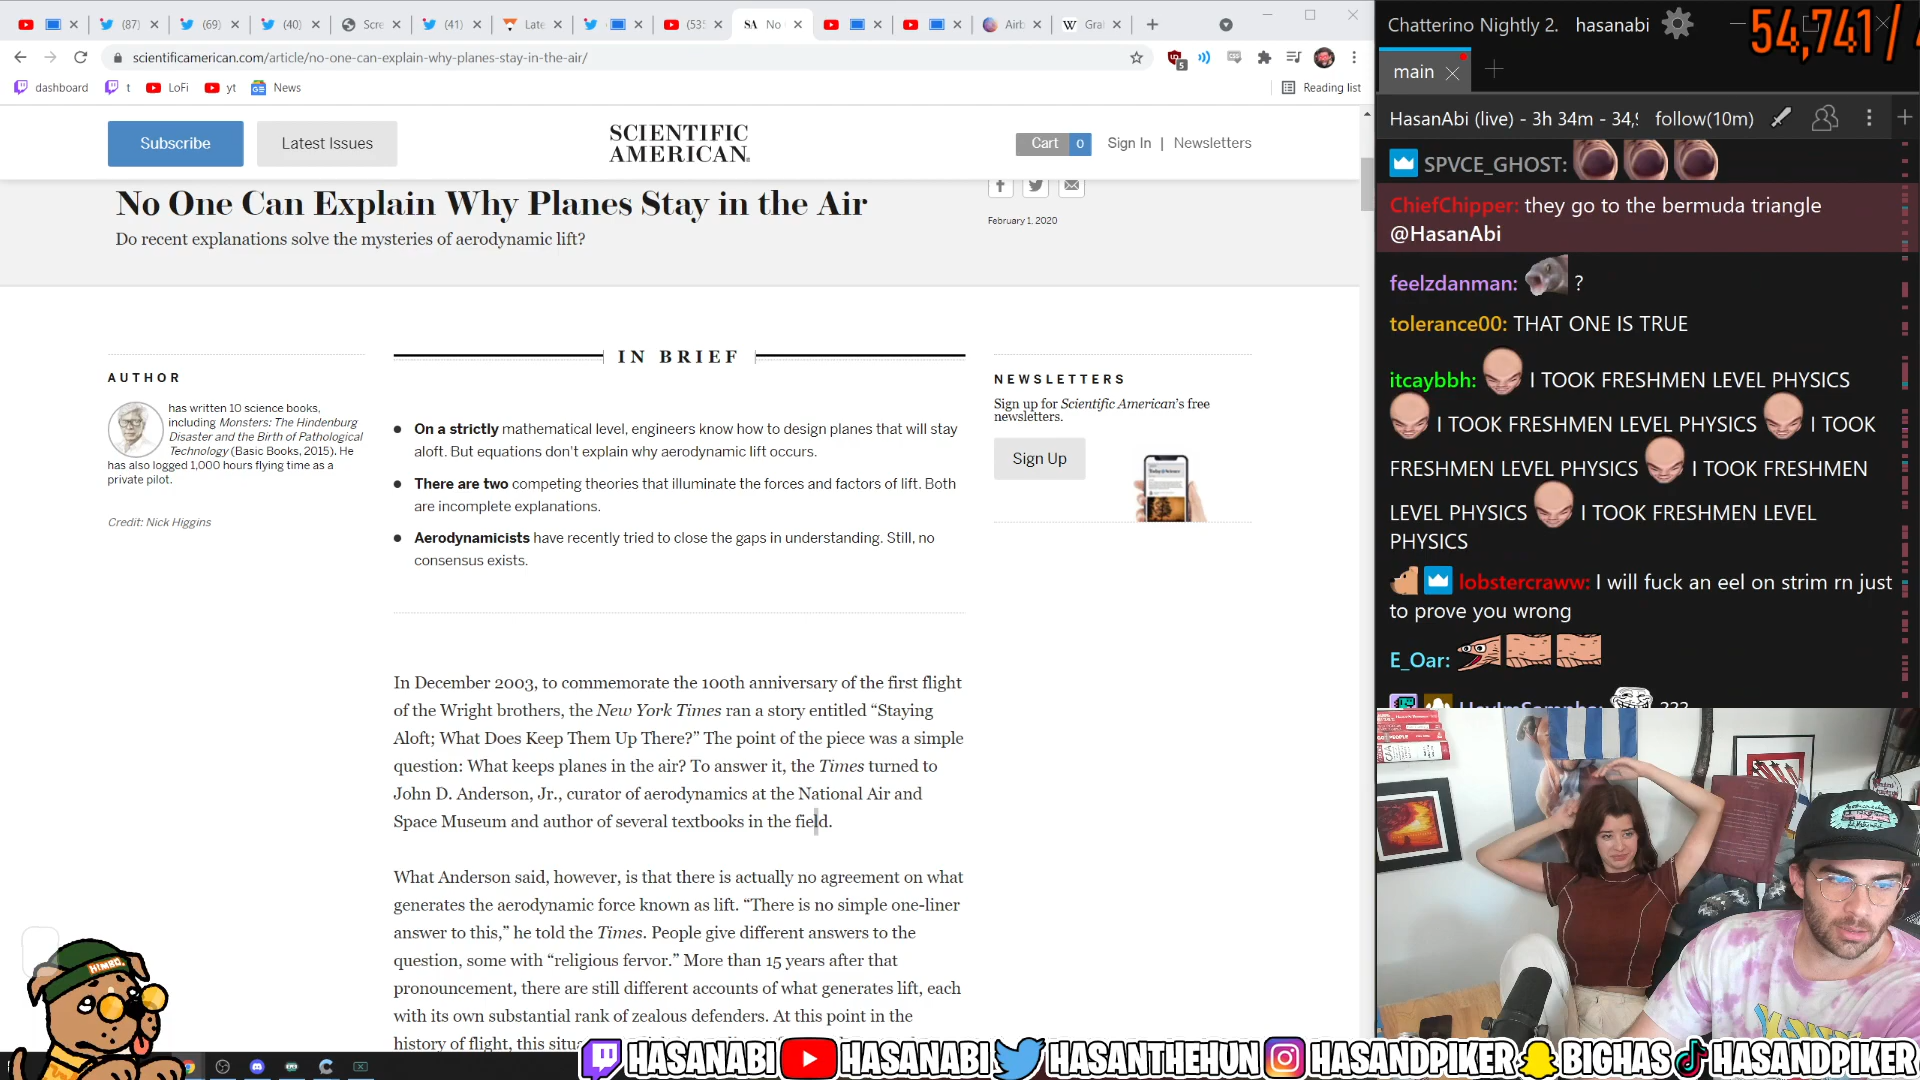 (87)
(69)
(40)
Scre
(41)
Late
(53
No
Airb
Gra
scientificamerican.com/article/no-one-can-explain-why-planes-stay-in-the-air/
5
dashboard
t
LoFi
yt
News
Reading list
Subscribe
Latest Issues
SCIENTIFIC
AMERICAN
Cart 0
Sign In | Newsletters
No One Can Explain Why Planes Stay in the Air
Do recent explanations solve the mysteries of aerodynamic lift?
February 1, 2020
AUTHOR
has written 10 science books,
including Monsters: The Hindenburg
Disaster and the Birth of Pathological
Technology (Basic Books, 2015). He
has also logged 1,000 hours flying time as a
private pilot.
Credit: Nick Higgins
IN BRIEF
On a strictly mathematical level, engineers know how to design planes that will stay
aloft. But equations don't explain why aerodynamic lift occurs.
There are two competing theories that illuminate the forces and factors of lift. Both
are incomplete explanations.
Aerodynamicists have recently tried to close the gaps in understanding. Still, no
consensus exists.
NEWSLETTERS
Sign up for Scientific American's free
newsletters.
Sign Up
In December 2003, to commemorate the 100th anniversary of the first flight
of the Wright brothers, the New York Times ran a story entitled “Staying
Aloft; What Does Keep Them Up There?” The point of the piece was a simple
question: What keeps planes in the air? To answer it, the Times turned to
John D. Anderson, Jr., curator of aerodynamics at the National Air and
Space Museum and author of several textbooks in the field.
What Anderson said, however, is that there is actually no agreement on what
generates the aerodynamic force known as lift. “There is no simple one-liner
answer to this,” he told the Times. People give different answers to the
question, some with “religious fervor.” More than 15 years after that
pronouncement, there are still different accounts of what generates lift, each
with its own substantial rank of zealous defenders. At this point in the
history of flight, this situa
HIMBO.
Chatterino Nightly 2.
hasanabi
54,741 /
main
HasanAbi (live) - 3h 34m - 34,
follow(10m)
SPVCE_GHOST:
ChiefChipper: they go to the bermuda triangle
@HasanAbi
feelzdanman: ?
tolerance00: THAT ONE IS TRUE
itcaybbh: I TOOK FRESHMEN LEVEL PHYSICS
I TOOK FRESHMEN LEVEL PHYSICS I TOOK
FRESHMEN LEVEL PHYSICS I TOOK FRESHMEN
LEVEL PHYSICS I TOOK FRESHMEN LEVEL
PHYSICS
lobstercraww: I will fuck an eel on strim rn just
to prove you wrong
E_Oar:
???
HASANABI
HASANABI
HASANTHEHUN
HASANDPIKER
BIGHAS
HASANDPIKER